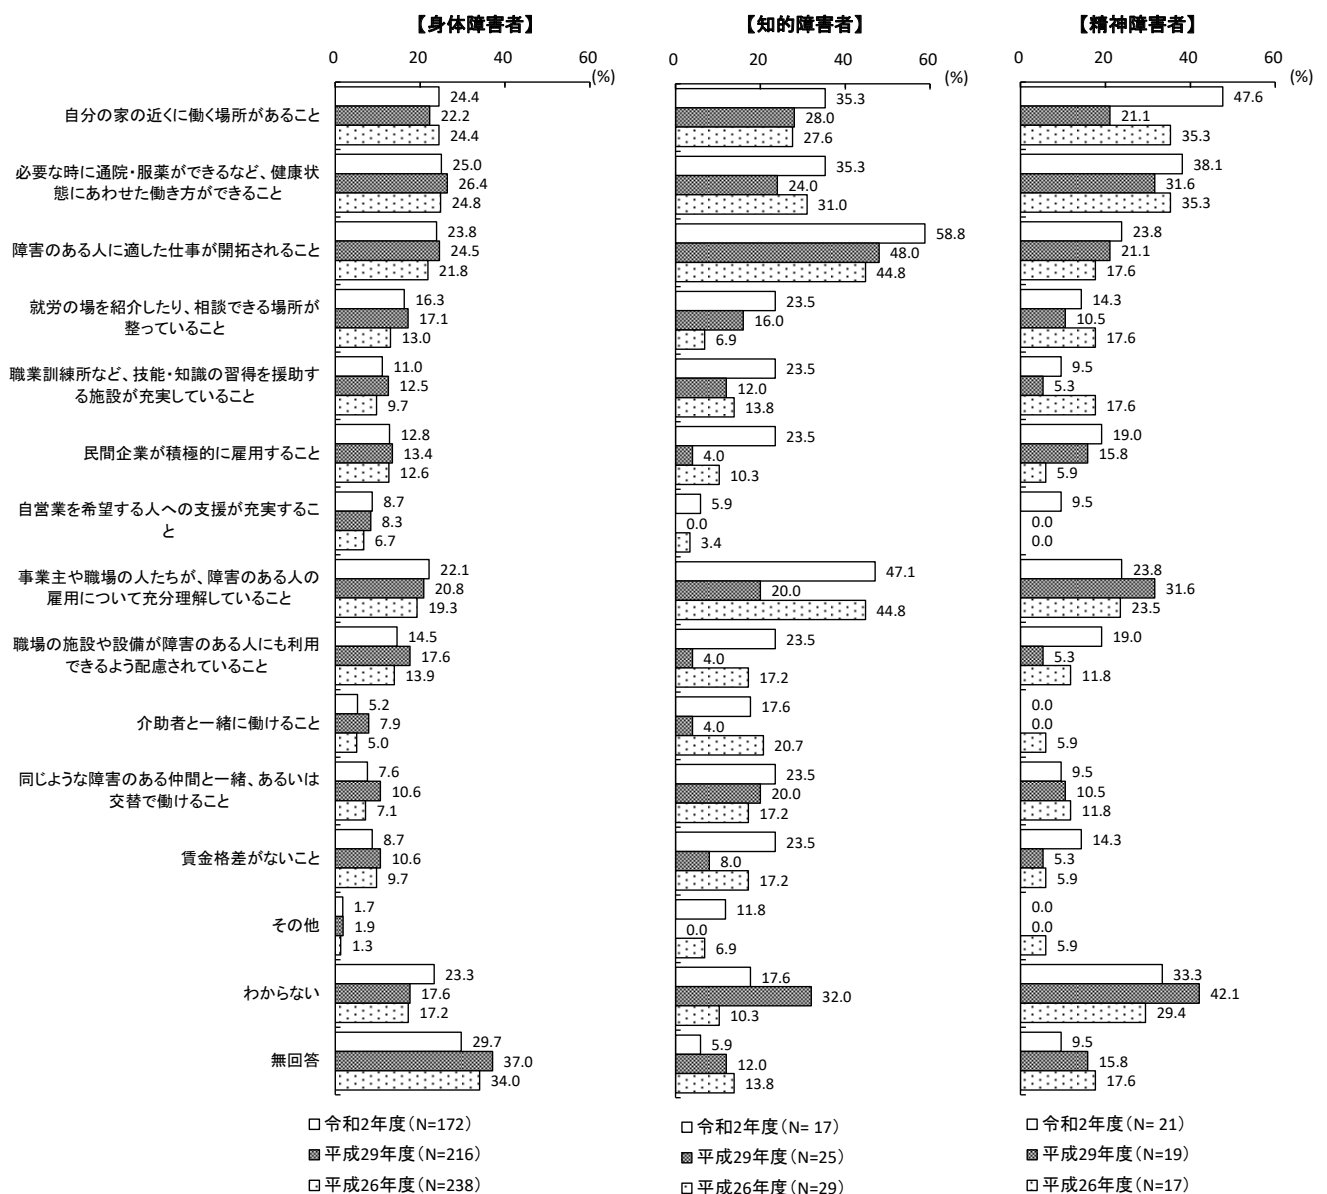 【身体障害者】 【知的障害者】 【精神障害者】
0 20 40 60 0 20 40 60 0 20 40 60
(%) (%) (%)
自分の家の近くに働く場所があること
24.4 35.3 47.6
22.2 28.0 21.1
24.4 27.6 35.3
必要な時に通院・服薬ができるなど、健康状
態にあわせた働き方ができること
25.0 35.3 38.1
26.4 24.0 31.6
24.8 31.0 35.3
障害のある人に適した仕事が開拓されること
23.8 58.8 23.8
24.5 48.0 21.1
21.8 44.8 17.6
就労の場を紹介したり、相談できる場所が
整っていること
16.3 23.5 14.3
17.1 16.0 10.5
13.0 6.9 17.6
職業訓練所など、技能・知識の習得を援助す
る施設が充実していること
11.0 23.5 9.5
12.5 12.0 5.3
9.7 13.8 17.6
民間企業が積極的に雇用すること
12.8 23.5 19.0
13.4 4.0 15.8
12.6 10.3 5.9
自営業を希望する人への支援が充実するこ
と
8.7 5.9 9.5
8.3 0.0 0.0
6.7 3.4 0.0
事業主や職場の人たちが、障害のある人の
雇用について充分理解していること
22.1 47.1 23.8
20.8 20.0 31.6
19.3 44.8 23.5
職場の施設や設備が障害のある人にも利用
できるよう配慮されていること
14.5 23.5 19.0
17.6 4.0 5.3
13.9 17.2 11.8
介助者と一緒に働けること
5.2 17.6 0.0
7.9 4.0 0.0
5.0 20.7 5.9
同じような障害のある仲間と一緒、あるいは
交替で働けること
7.6 23.5 9.5
10.6 20.0 10.5
7.1 17.2 11.8
賃金格差がないこと
8.7 23.5 14.3
10.6 8.0 5.3
9.7 17.2 5.9
その他
1.7 11.8 0.0
1.9 0.0 0.0
1.3 6.9 5.9
わからない
23.3 17.6 33.3
17.6 32.0 42.1
17.2 10.3 29.4
無回答
29.7 5.9 9.5
37.0 12.0 15.8
34.0 13.8 17.6
令和2年度(N=172) 令和2年度(N= 17) 令和2年度(N= 21)
平成29年度(N=216) 平成29年度(N=25) 平成29年度(N=19)
平成26年度(N=238) 平成26年度(N=29) 平成26年度(N=17)